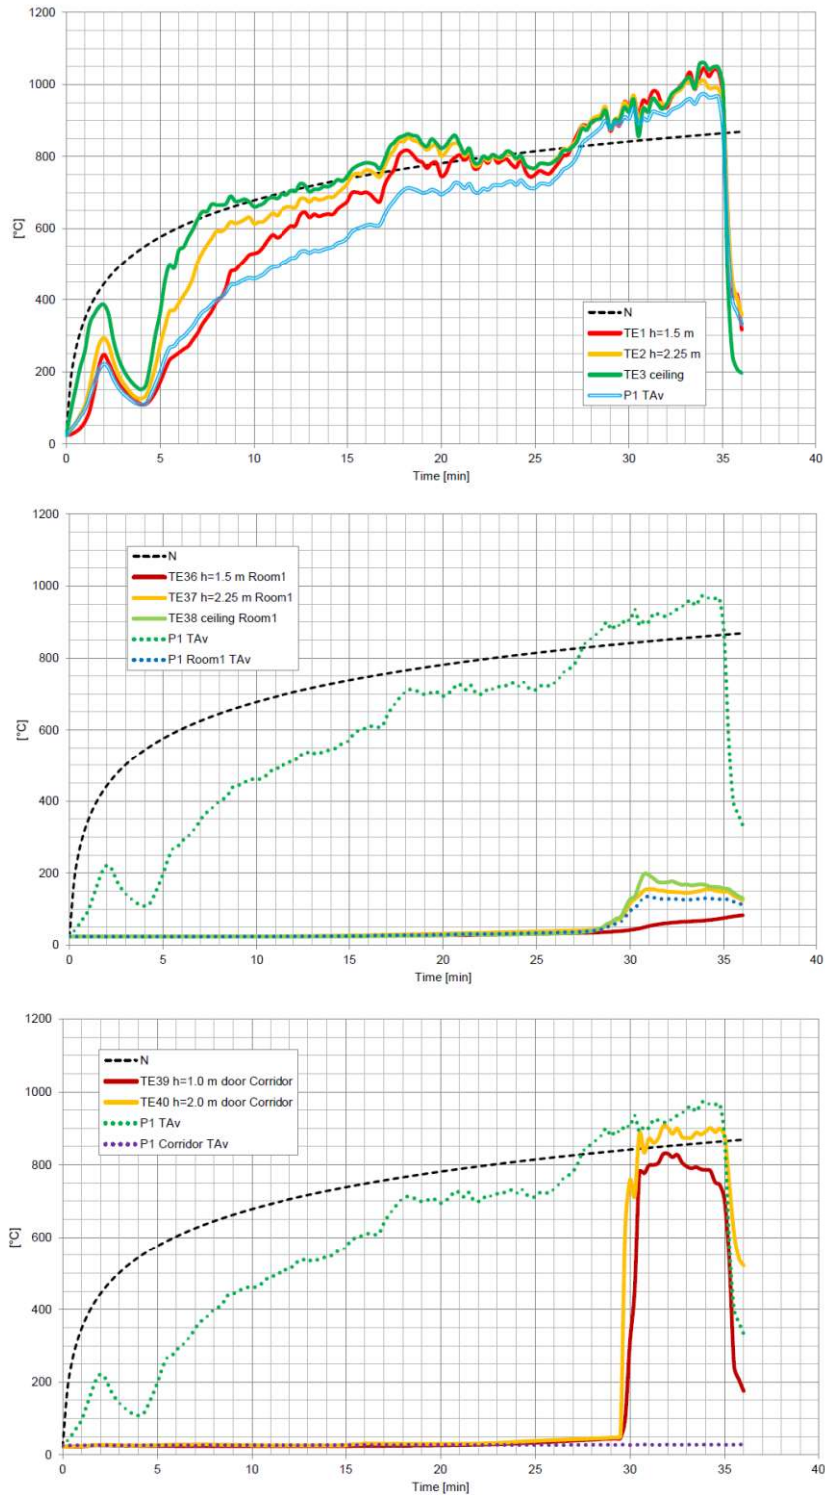 1200
1000
800
600
400
200
0
[°C]
N
TE1 h=1.5 m
TE2 h=2.25 m
TE3 ceiling
P1 TAv
0 5 10 15 20 25 30 35 40
Time [min]
1200
1000
800
600
400
200
0
[°C]
N
TE36 h=1.5 m Room1
TE37 h=2.25 m Room1
TE38 ceiling Room1
P1 TAv
P1 Room1 TAv
0 5 10 15 20 25 30 35 40
Time [min]
1200
1000
800
600
400
200
0
[°C]
N
TE39 h=1.0 m door Corridor
TE40 h=2.0 m door Corridor
P1 TAv
P1 Corridor TAv
0 5 10 15 20 25 30 35 40
Time [min]